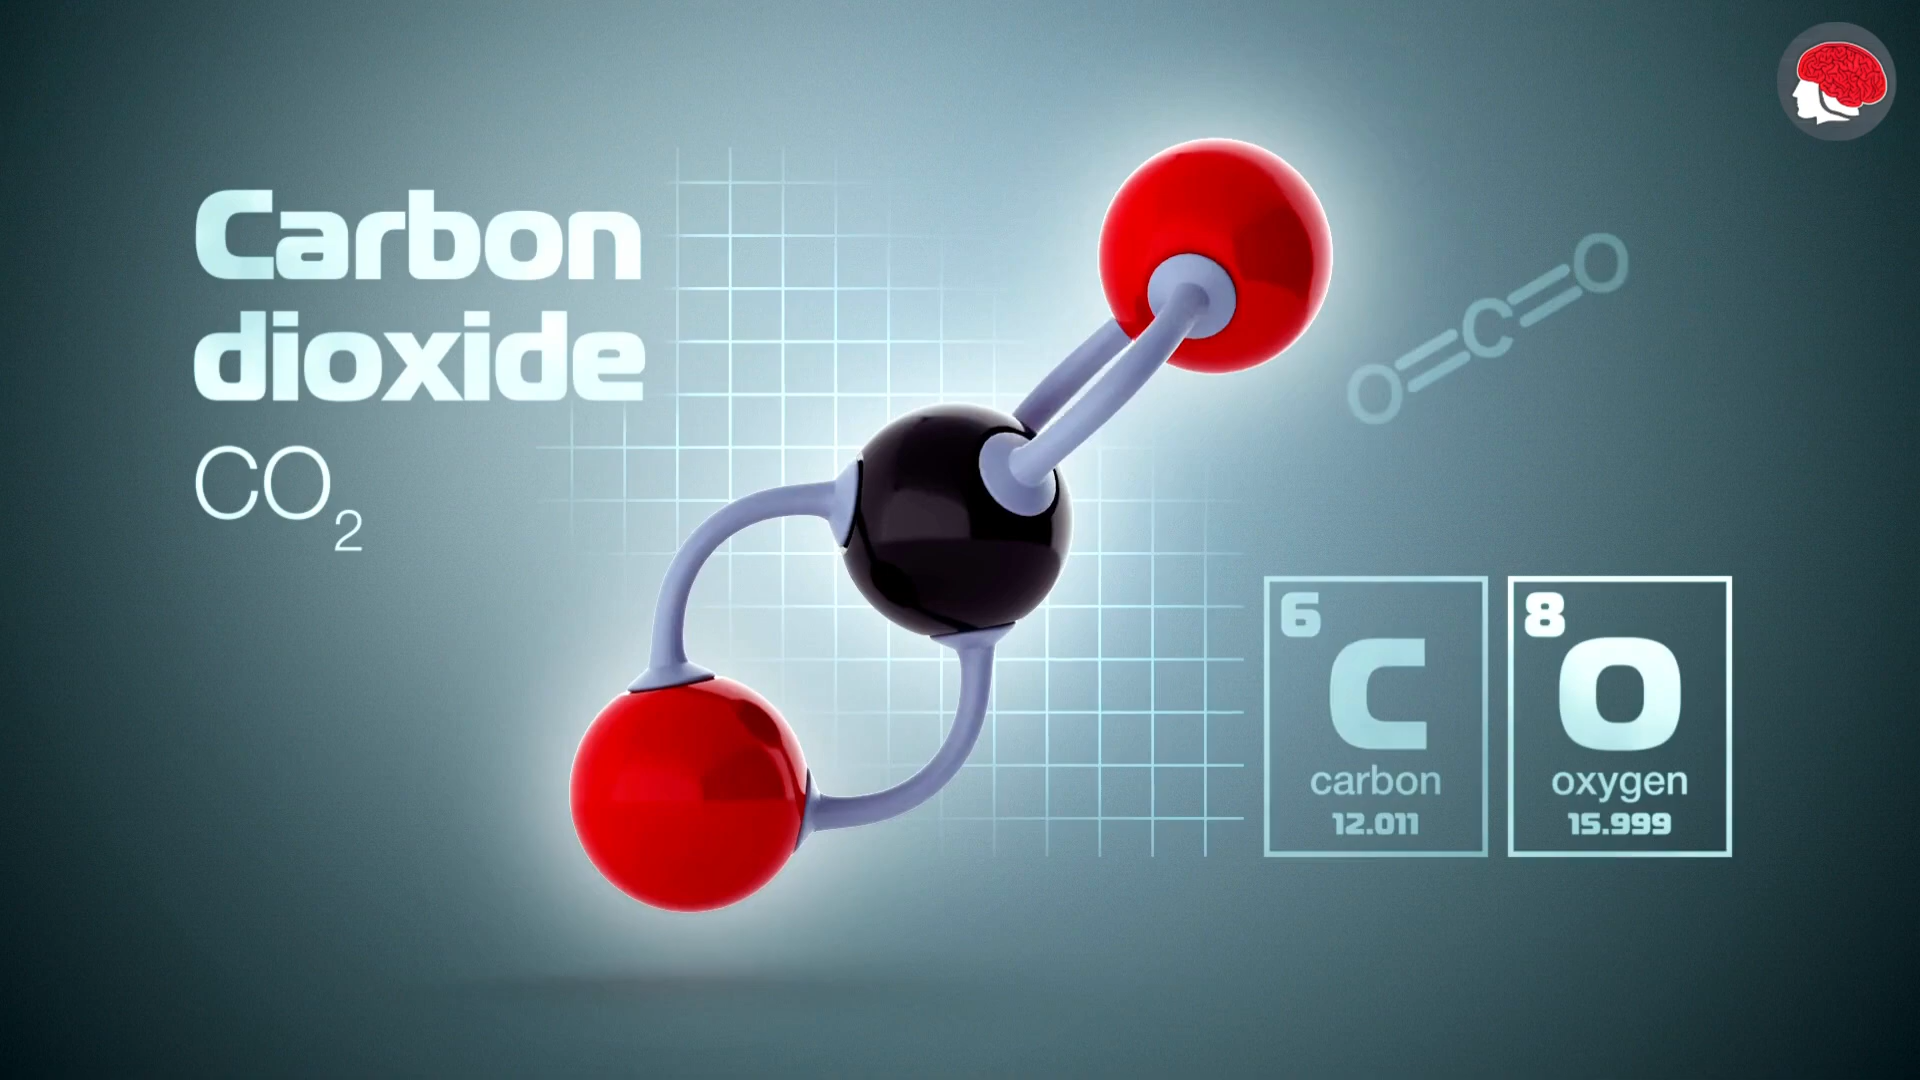 Carbon
dioxide
CO₂
O=C=O
6
C
carbon
12.011
8
O
oxygen
15.999